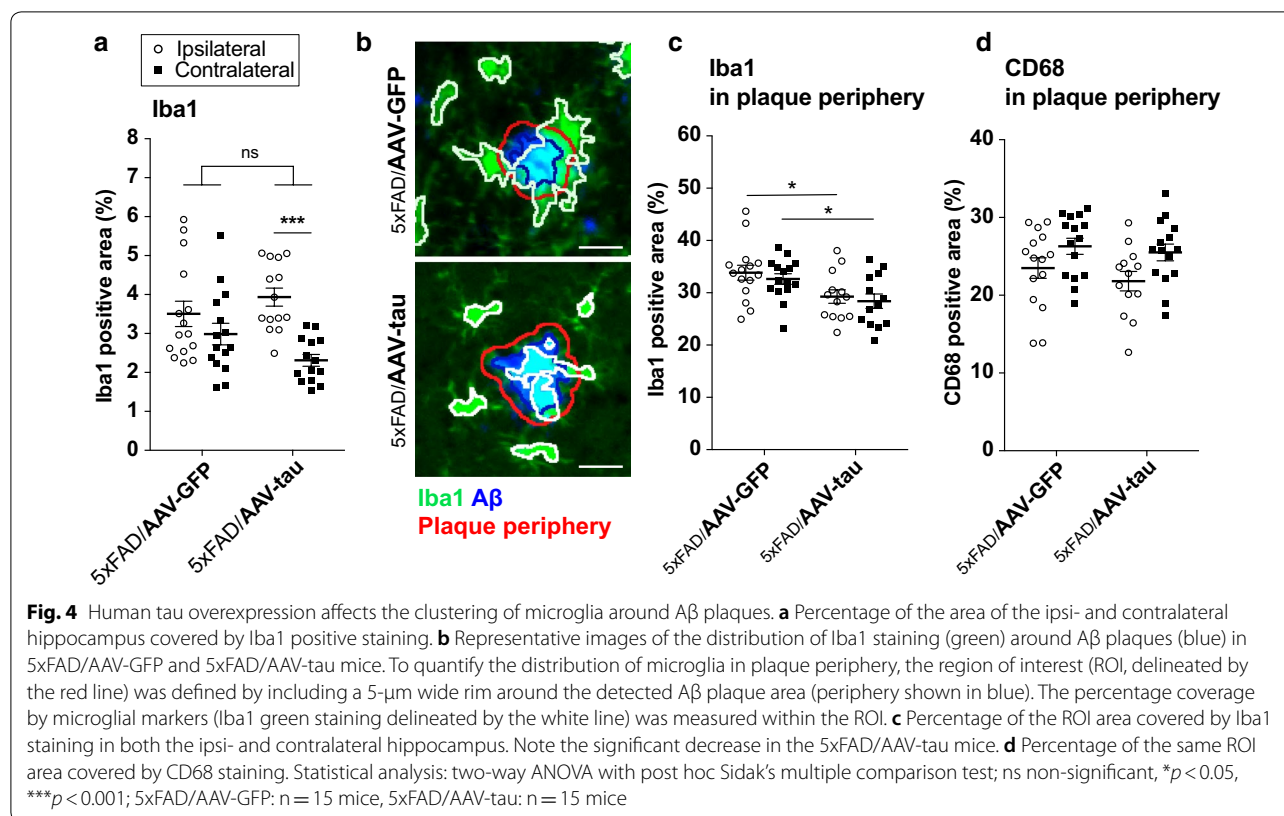 a
○ Ipsilateral
■ Contralateral
Iba1
Iba1 positive area (%)
8
7
6
5
4
3
2
1
0
ns
***
5xFAD/AAV-GFP
5xFAD/AAV-tau
b
5xFAD/AAV-GFP
5xFAD/AAV-tau
Iba1 Aβ
Plaque periphery
c
Iba1
in plaque periphery
Iba1 positive area (%)
60
50
40
30
20
10
0
*
*
5xFAD/AAV-GFP
5xFAD/AAV-tau
d
CD68
in plaque periphery
CD68 positive area (%)
40
30
20
10
0
5xFAD/AAV-GFP
5xFAD/AAV-tau
Fig. 4 Human tau overexpression affects the clustering of microglia around Aβ plaques. a Percentage of the area of the ipsi- and contralateral
hippocampus covered by Iba1 positive staining. b Representative images of the distribution of Iba1 staining (green) around Aβ plaques (blue) in
5xFAD/AAV-GFP and 5xFAD/AAV-tau mice. To quantify the distribution of microglia in plaque periphery, the region of interest (ROI, delineated by
the red line) was defined by including a 5-μm wide rim around the detected Aβ plaque area (periphery shown in blue). The percentage coverage
by microglial markers (Iba1 green staining delineated by the white line) was measured within the ROI. c Percentage of the ROI area covered by Iba1
staining in both the ipsi- and contralateral hippocampus. Note the significant decrease in the 5xFAD/AAV-tau mice. d Percentage of the same ROI
area covered by CD68 staining. Statistical analysis: two-way ANOVA with post hoc Sidak's multiple comparison test; ns non-significant, *p < 0.05,
***p < 0.001; 5xFAD/AAV-GFP: n = 15 mice, 5xFAD/AAV-tau: n = 15 mice